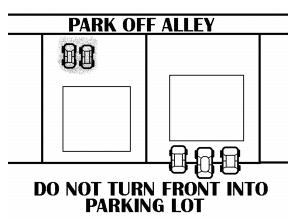 PARK OFF ALLEY
DO NOT TURN FRONT INTO
PARKING LOT